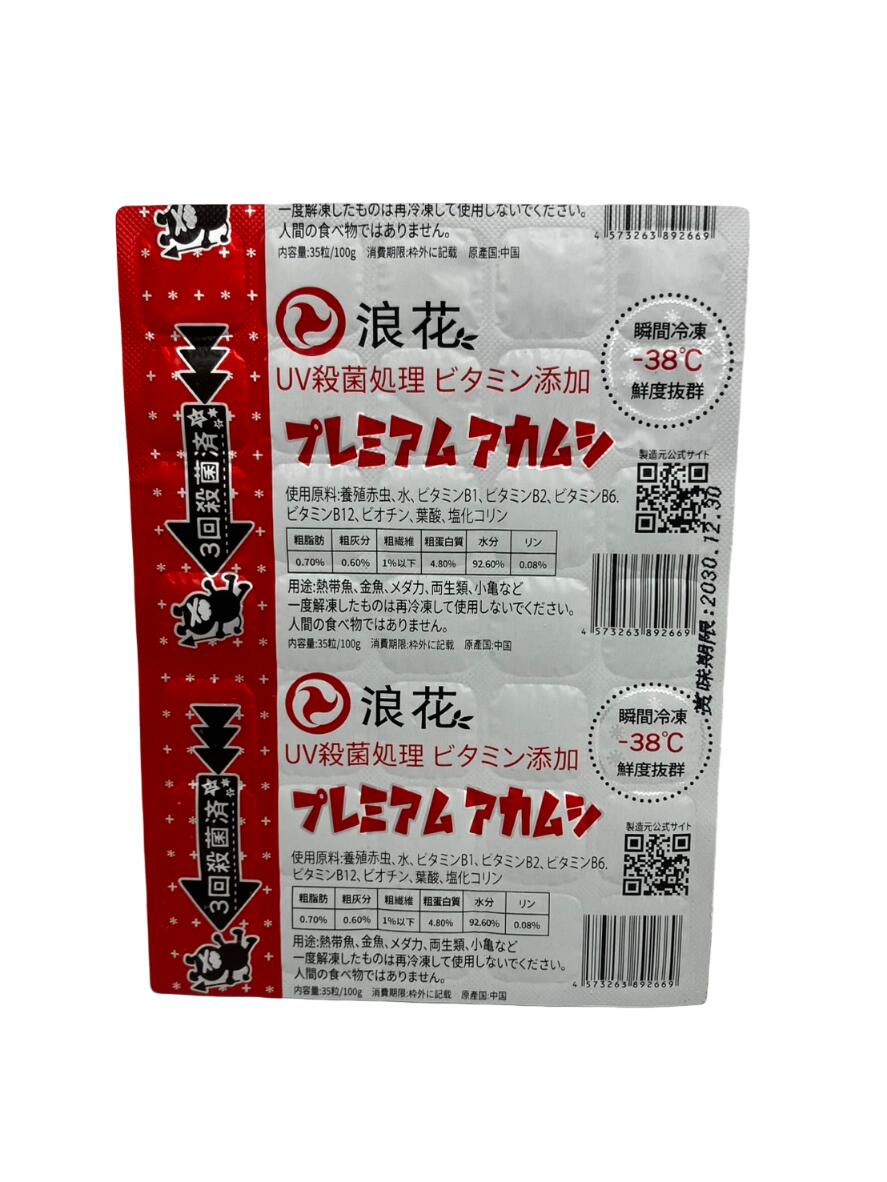 一度解凍したものは再冷凍して使用しないでください。
人間の食べ物ではありません。
内容量:35粒/100g 消費期限:枠外に記載 原産国:中国
4 573263 892669
浪花
UV殺菌処理 ビタミン添加
プレミアム アカムシ
瞬間冷凍
-38℃
鮮度抜群
製造元公式サイト
使用原料:養殖赤虫、水、ビタミンB1、ビタミンB2、ビタミンB6.
ビタミンB12、ビオチン、葉酸、塩化コリン
粗脂肪 粗灰分 粗繊維 粗蛋白質 水分 リン
0.70% 0.60% 1%以下 4.80% 92.60% 0.08%
用途:熱帯魚、金魚、メダカ、両生類、小亀など
一度解凍したものは再冷凍して使用しないでください。
人間の食べ物ではありません。
内容量:35粒/100g 消費期限:枠外に記載 原産国:中国
4 573263 892669
3回殺菌済
賞味期限:2030.12.30
浪花
UV殺菌処理 ビタミン添加
プレミアム アカムシ
瞬間冷凍
-38℃
鮮度抜群
製造元公式サイト
使用原料:養殖赤虫、水、ビタミンB1、ビタミンB2、ビタミンB6.
ビタミンB12、ビオチン、葉酸、塩化コリン
粗脂肪 粗灰分 粗繊維 粗蛋白質 水分 リン
0.70% 0.60% 1%以下 4.80% 92.60% 0.08%
用途:熱帯魚、金魚、メダカ、両生類、小亀など
一度解凍したものは再冷凍して使用しないでください。
人間の食べ物ではありません。
内容量:35粒/100g 消費期限:枠外に記載 原産国:中国
4 573263 892669
3回殺菌済